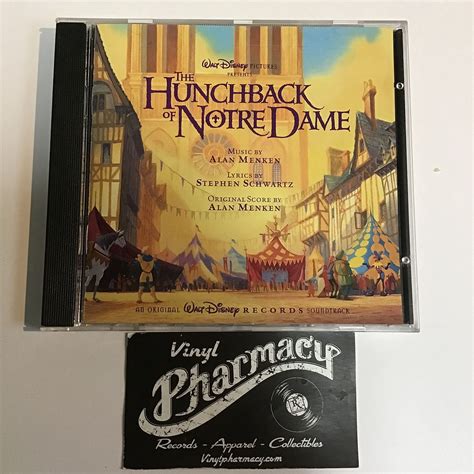 WALT DISNEY PICTURES
PRESENTS
THE
HUNCHBACK
OF NOTRE DAME
MUSIC BY
ALAN MENKEN
LYRICS BY
STEPHEN SCHWARTZ
ORIGINAL SCORE BY
ALAN MENKEN
AN ORIGINAL WALT DISNEY RECORDS SOUNDTRACK
Vinyl
Pharmacy
Records - Apparel - Collectibles
Vinylpharmacy.com